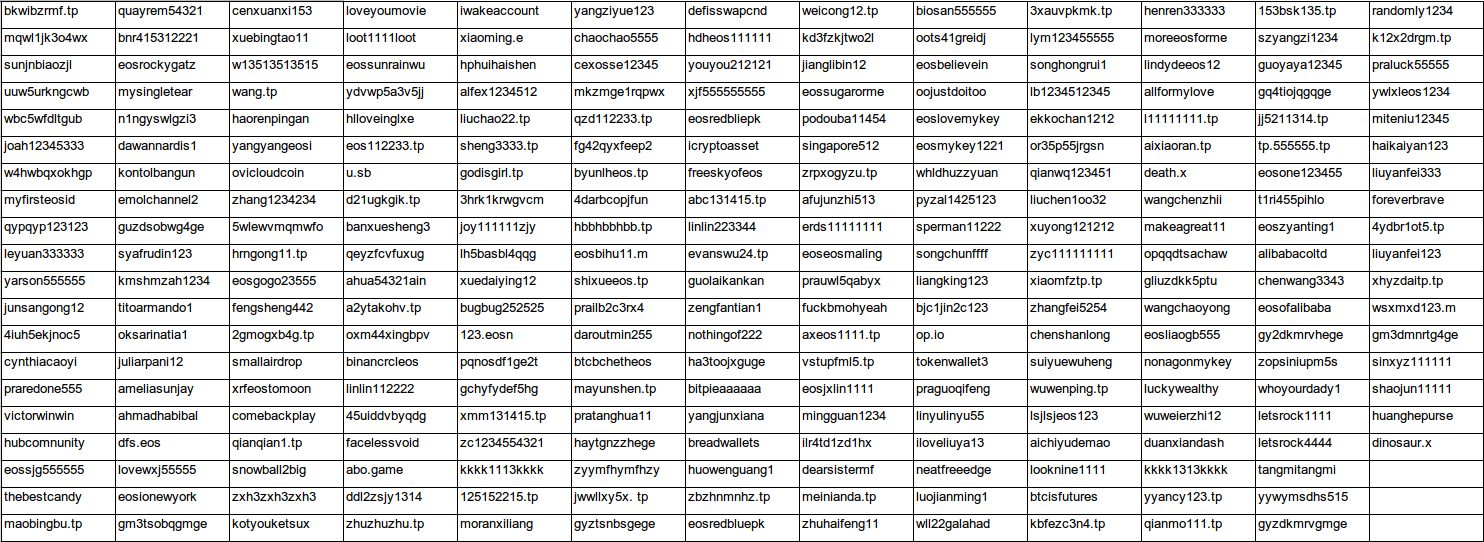 bkwibzrmf.tp quayrem54321 cenxuanxi153 loveyoumovie iwakeaccount yangziyue123 defisswapcnd weicong12.tp biosan555555 3xauvpkmk.tp henren333333 153bsk135.tp randomly1234
mqwl1jk3o4wx bnr415312221 xuebingtao11 loot1111loot xiaoming.e chaochao5555 hdheos111111 kd3fzkjtwo2l oots41greidj lym123455555 moreeosforme szyangzi1234 k12x2drgm.tp
sunjnbiaozjl eosrockygatz w13513513515 eossunrainwu hphuihaishen cexosse12345 youyou212121 jianglibin12 eosbelievein songhongrui1 lindydeeos12 guoyaya12345 praluck55555
uuw5urkngcwb mysingletear wang.tp ydvwp5a3v5jj alfex1234512 mkzmge1rqpwx xjf555555555 eossugarorme oojustdoitoo lb1234512345 allformylove gq4tiojqgqge ywlxleos1234
wbc5wfdltgub n1ngyswlgzi3 haorenpingan hlloveinglxe liuchao22.tp qzd112233.tp eosredbliepk podouba11454 eoslovemykey ekkochan1212 l11111111.tp jj5211314.tp miteniu12345
joah12345333 dawannardis1 yangyangeosi eos112233.tp sheng3333.tp fg42qyxfeep2 icryptoasset singapore512 eosmykey1221 or35p55jrgsn aixiaoran.tp tp.555555.tp haikaiyan123
w4hwbqxokhgp kontolbangun ovicloudcoin u.sb godisgirl.tp byunlheos.tp freeskyofeos zrpxogyzu.tp whldhuzzyuan qianwq123451 death.x eosone123455 liuyanfei333
myfirsteosid emolchannel2 zhang1234234 d21ugkgik.tp 3hrk1krwgvcm 4darbcopjfun abc131415.tp afujunzhi513 pyzal1425123 liuchen1oo32 wangchenzhii t1ri455pihlo foreverbrave
qypqyp123123 guzdsobwg4ge 5wlewvmqmwfo banxuesheng3 joy111111zjy hbbhbbhbb.tp linlin223344 erds11111111 sperman11222 xuyong121212 makeagreat11 eoszyanting1 4ydbr1ot5.tp
leyuan333333 syafrudin123 hrngong11.tp qeyzfcvfuxug lh5basbl4qqg eosbihu11.m evanswu24.tp eoseosmaling songchunffff zyc111111111 opqqdtsachaw alibabacoltd liuyanfei123
yarson555555 kmshmzah1234 eosgogo23555 ahua54321ain xuedaiying12 shixueeos.tp guolaikankan prauwl5qabyx liangking123 xiaomfztp.tp gliuzdkk5ptu chenwang3343 xhyzdaitp.tp
junsangong12 titoarmando1 fengsheng442 a2ytakohv.tp bugbug252525 prailb2c3rx4 zengfantian1 fuckbmohyeah bjc1jin2c123 zhangfei5254 wangchaoyong eosofalibaba wsxmxd123.m
4iuh5ekjnoc5 oksarinatia1 2gmogxb4g.tp oxm44xingbpv 123.eosn daroutmin255 nothingof222 axeos1111.tp op.io chenshanlong eosliaogb555 gy2dkmrvhege gm3dmnrtg4ge
cynthiacaoyi juliarpani12 smallairdrop binancrcleos pqnosdf1ge2t btcbchetheos ha3toojxguge vstupfml5.tp tokenwallet3 suiyuewuheng nonagonmykey zopsiniupm5s sinxyz111111
praredone555 ameliasunjay xrfeostomoon linlin112222 gchyfydef5hg mayunshen.tp bitpieaaaaaa eosjxlin1111 praguoqifeng wuwenping.tp luckywealthy whoyourdady1 shaojun11111
victorwinwin ahmadhabibal comebackplay 45uiddvbyqdg xmm131415.tp pratanghua11 yangjunxiana mingguan1234 linyulinyu55 lsjlsjeos123 wuweierzhi12 letsrock1111 huanghepurse
hubcomnunity dfs.eos qianqian1.tp facelessvoid zc1234554321 haytgnzzhege breadwallets ilr4td1zd1hx iloveliuya13 aichiyudemao duanxiandash letsrock4444 dinosaur.x
eossjg555555 lovewxj55555 snowball2big abo.game kkkk1113kkkk zyymfhymfhzy huowenguang1 dearsistermf neatfreeedge looknine1111 kkkk1313kkkk tangmitangmi
thebestcandy eosionewyork zxh3zxh3zxh3 ddl2zsjy1314 125152215.tp jwwllxy5x. tp zbzhnmnhz.tp meinianda.tp luojianming1 btcisfutures yyancy123.tp yywymsdhs515
maobingbu.tp gm3tsobqgmge kotyouketsux zhuzhuzhu.tp moranxiliang gyztsnbsgege eosredbluepk zhuhaifeng11 wll22galahad kbfezc3n4.tp qianmo111.tp gyzdkmrvgmge